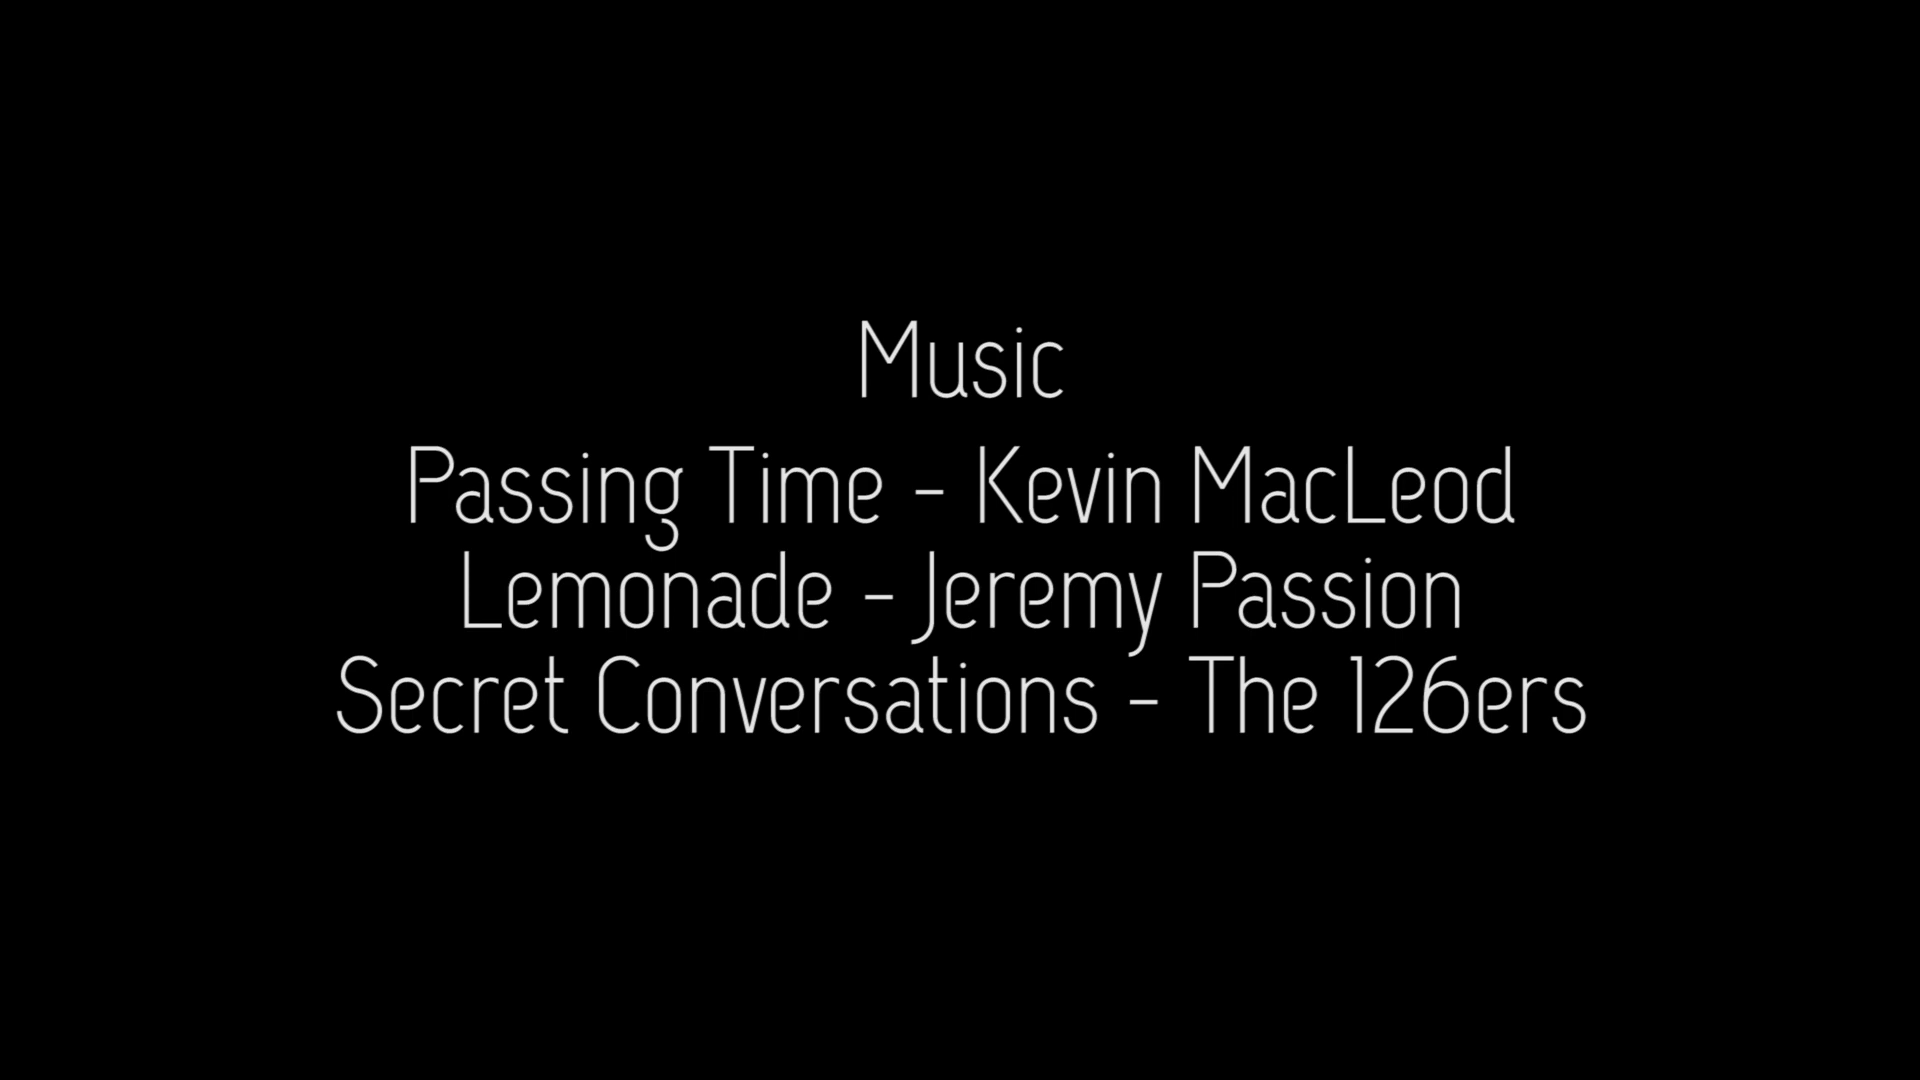 Music
Passing Time - Kevin MacLeod
Lemonade - Jeremy Passion
Secret Conversations - The 126ers